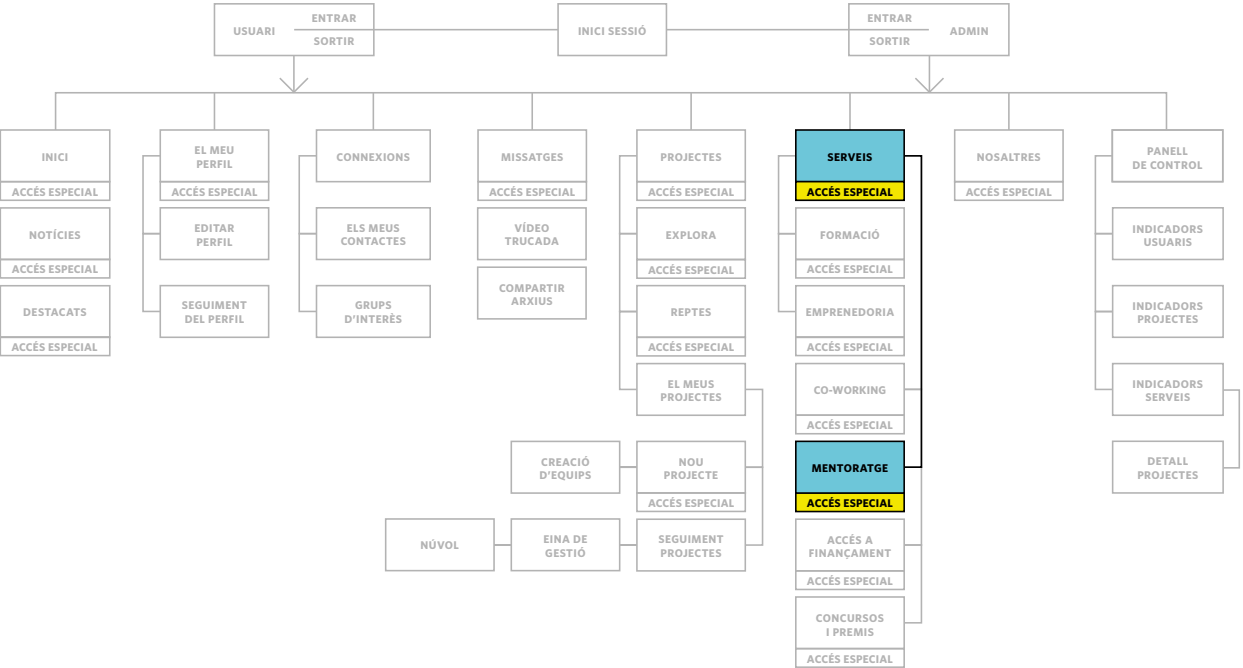 USUARI
ENTRAR
SORTIR
INICI SESSIÓ
ENTRAR
SORTIR
ADMIN
INICI
ACCÉS ESPECIAL
NOTÍCIES
ACCÉS ESPECIAL
DESTACATS
ACCÉS ESPECIAL
EL MEU
PERFIL
ACCÉS ESPECIAL
EDITAR
PERFIL
SEGUIMENT
DEL PERFIL
CONNEXIONS
ELS MEUS
CONTACTES
GRUPS
D'INTERÈS
MISSATGES
ACCÉS ESPECIAL
VÍDEO
TRUCADA
COMPARTIR
ARXIUS
PROJECTES
ACCÉS ESPECIAL
EXPLORA
ACCÉS ESPECIAL
REPTES
ACCÉS ESPECIAL
EL MEUS
PROJECTES
CREACIÓ
D'EQUIPS
NOU
PROJECTE
ACCÉS ESPECIAL
NÚVOL
EINA DE
GESTIÓ
SEGUIMENT
PROJECTES
SERVEIS
ACCÉS ESPECIAL
FORMACIÓ
ACCÉS ESPECIAL
EMPRENEDORIA
ACCÉS ESPECIAL
CO-WORKING
ACCÉS ESPECIAL
MENTORATGE
ACCÉS ESPECIAL
ACCÉS A
FINANÇAMENT
ACCÉS ESPECIAL
CONCURSOS
I PREMIS
ACCÉS ESPECIAL
NOSALTRES
ACCÉS ESPECIAL
PANELL
DE CONTROL
INDICADORS
USUARIS
INDICADORS
PROJECTES
INDICADORS
SERVEIS
DETALL
PROJECTES